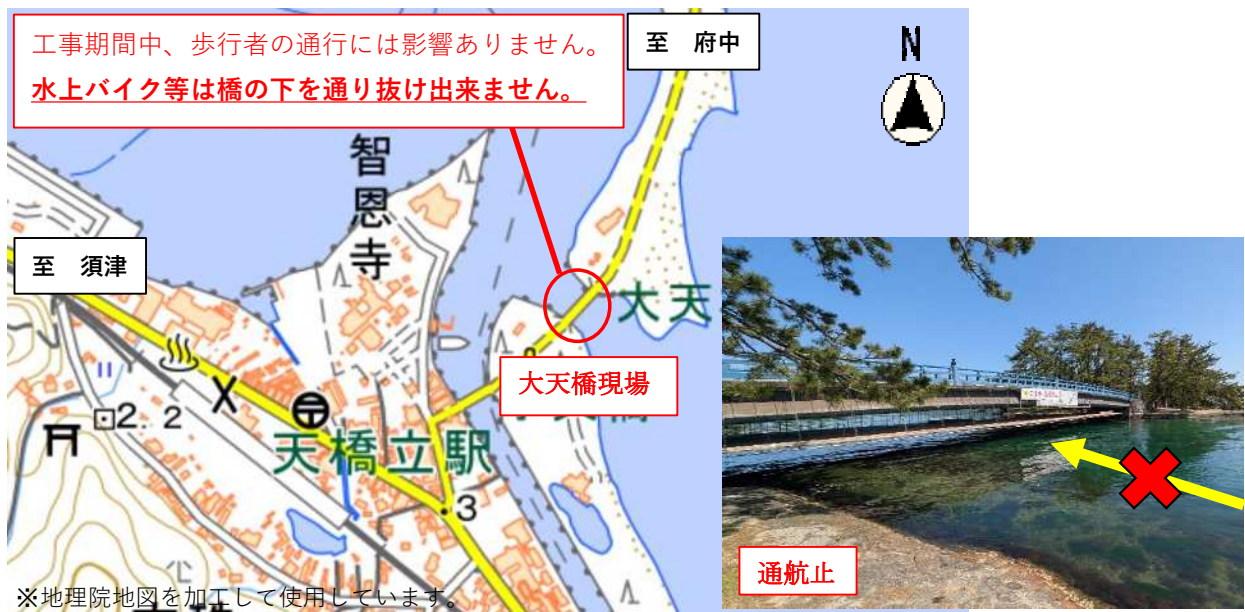 工事期間中、歩行者の通行には影響ありません。
水上バイク等は橋の下を通り抜け出来ません。
至 府中
N
智恩寺
至 須津
大天
大天橋現場
2.2
天橋立駅
3
通航止
※地理院地図を加工して使用しています。